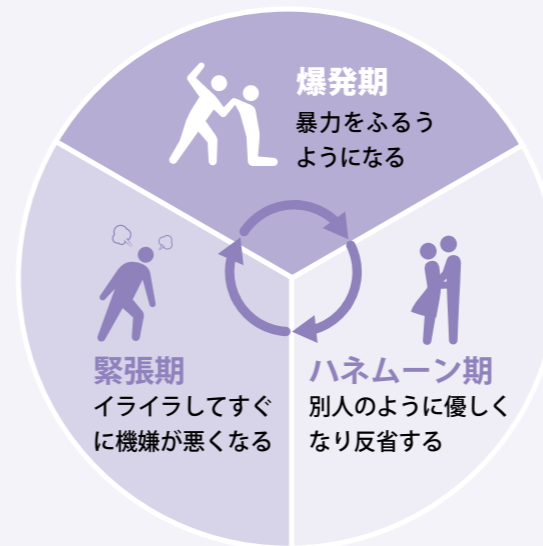 爆発期
暴力をふるう
ようになる
緊張期
イライラしてすぐ
に機嫌が悪くなる
ハネムーン期
別人のように優しく
なり反省する